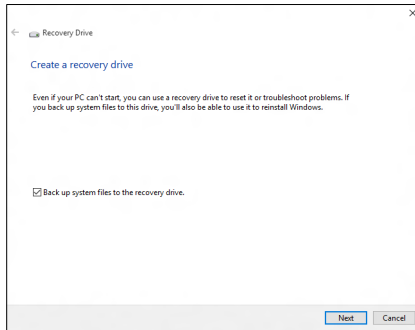 Recovery Drive
Create a recovery drive
Even if your PC can't start, you can use a recovery drive to reset it or troubleshoot problems. If
you back up system files to this drive, you'll also be able to use it to reinstall Windows.
Back up system files to the recovery drive.
Next Cancel